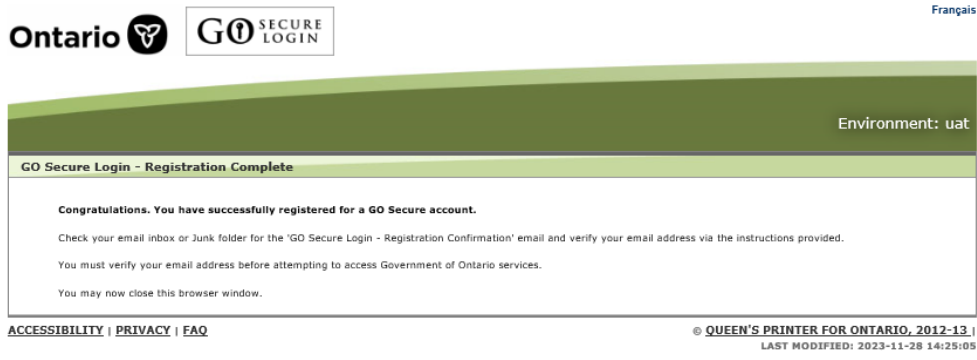 Français
Ontario
GO SECURE LOGIN
Environment: uat
GO Secure Login - Registration Complete
Congratulations. You have successfully registered for a GO Secure account.
Check your email inbox or Junk folder for the 'GO Secure Login - Registration Confirmation' email and verify your email address via the instructions provided.
You must verify your email address before attempting to access Government of Ontario services.
You may now close this browser window.
ACCESSIBILITY | PRIVACY | FAQ
© QUEEN'S PRINTER FOR ONTARIO, 2012-13 |
LAST MODIFIED: 2023-11-28 14:25:05